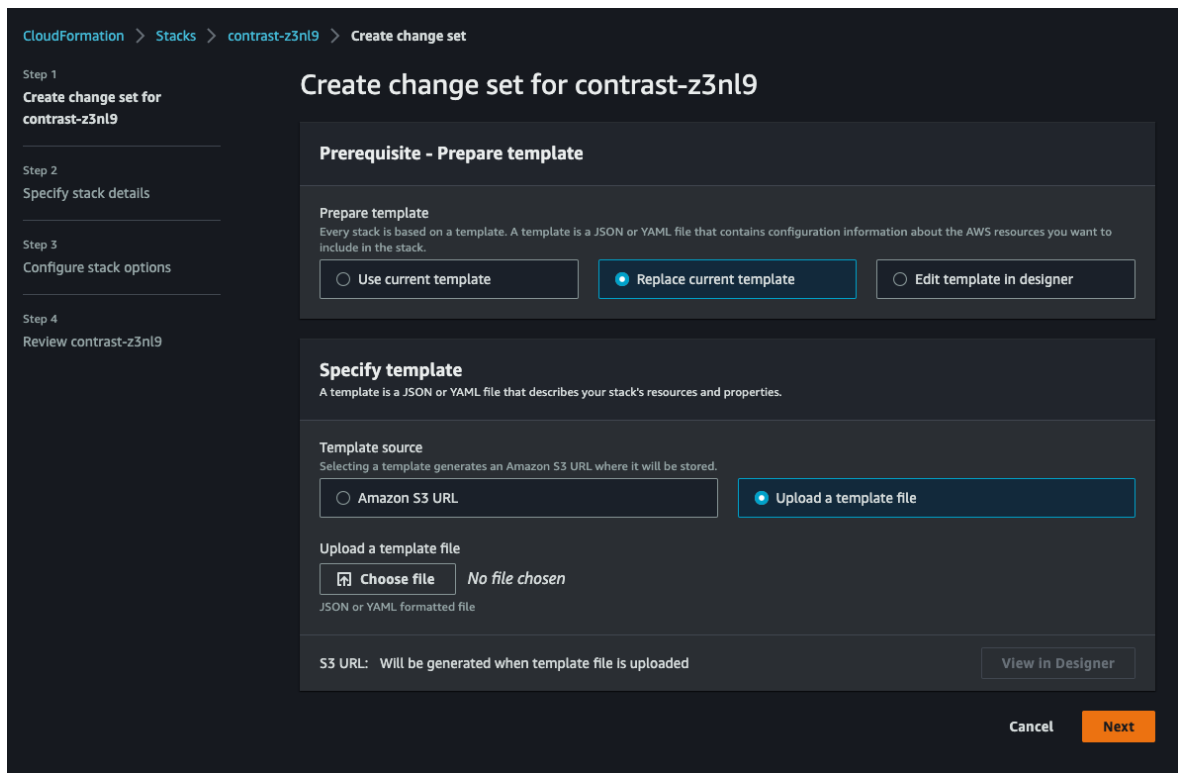 CloudFormation > Stacks > contrast-z3nl9 > Create change set
Step 1
Create change set for
contrast-z3nl9
Step 2
Specify stack details
Step 3
Configure stack options
Step 4
Review contrast-z3nl9
Create change set for contrast-z3nl9
Prerequisite - Prepare template
Prepare template
Every stack is based on a template. A template is a JSON or YAML file that contains configuration information about the AWS resources you want to
include in the stack.
Use current template
Replace current template
Edit template in designer
Specify template
A template is a JSON or YAML file that describes your stack's resources and properties.
Template source
Selecting a template generates an Amazon S3 URL where it will be stored.
Amazon S3 URL
Upload a template file
Upload a template file
Choose file No file chosen
JSON or YAML formatted file
S3 URL: Will be generated when template file is uploaded
View in Designer
Cancel
Next